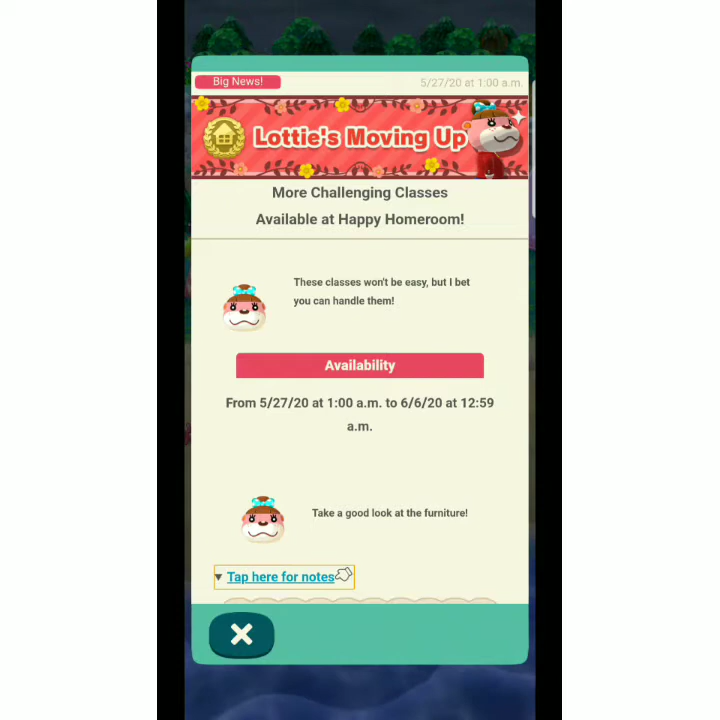 Big News!
5/27/20 at 1:00 a.m.
Lottie's Moving Up
More Challenging Classes
Available at Happy Homeroom!
These classes won't be easy, but I bet
you can handle them!
Availability
From 5/27/20 at 1:00 a.m. to 6/6/20 at 12:59
a.m.
Take a good look at the furniture!
Tap here for notes